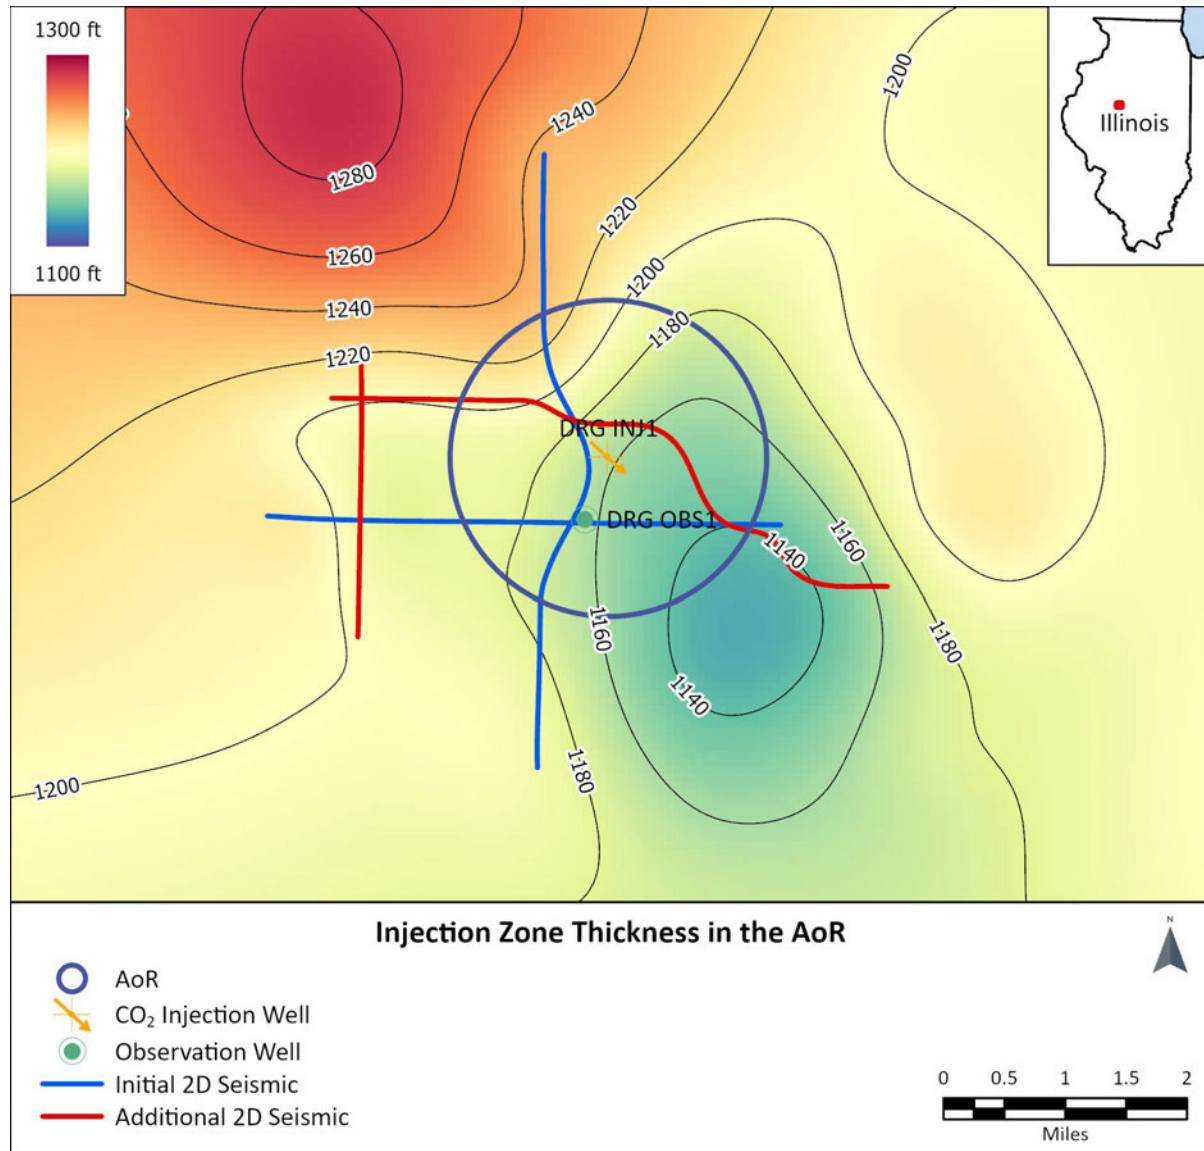 1300 ft
1100 ft
Illinois
1200
1240
1280
1220
1260
1200
1240
1180
1220
DRG INJ1
DRG OBS1
1160
1140
1160
1180
1140
1180
1200
Injection Zone Thickness in the AoR
N
AoR
CO₂ Injection Well
Observation Well
Initial 2D Seismic
Additional 2D Seismic
0 0.5 1 1.5 2
Miles